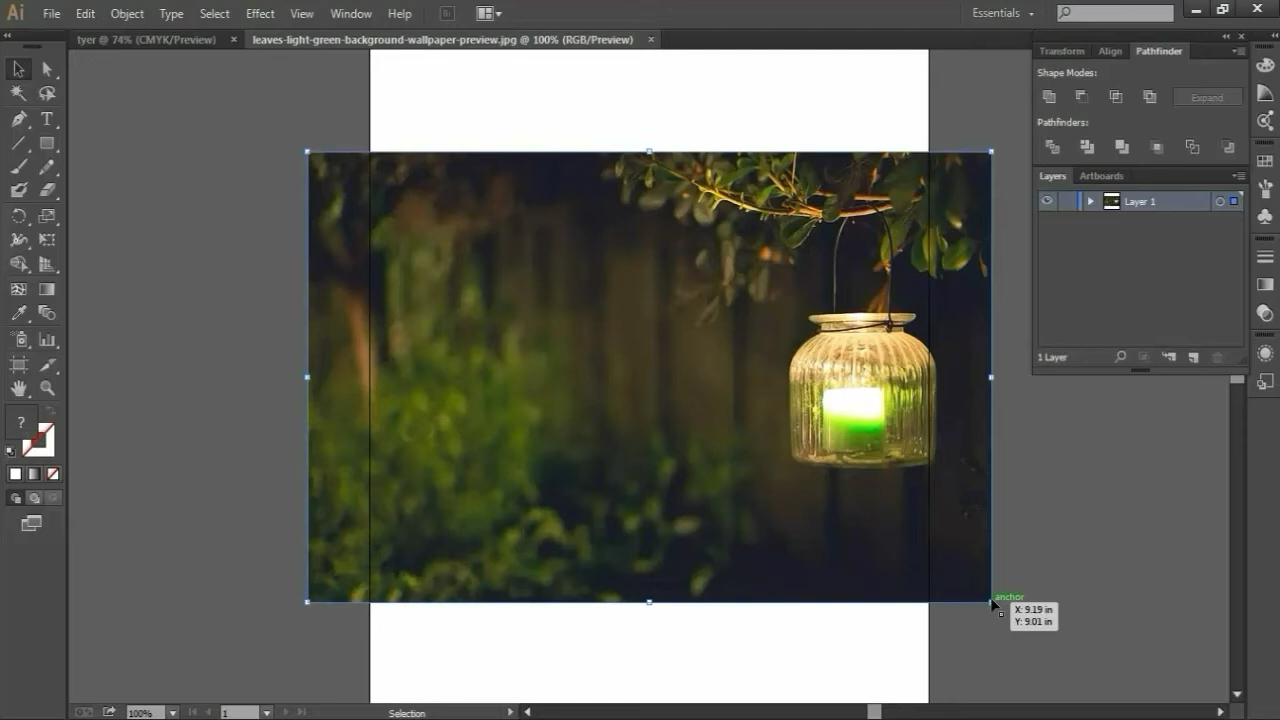 Ai File Edit Object Type Select Effect View Window Help Br Essentials
tyer @ 74% (CMYK/Preview) × leaves-light-green-background-wallpaper-preview.jpg @ 100% (RGB/Preview) ×
Transform Align Pathfinder
Shape Modes:
Expand
Pathfinders:
Layers Artboards
Layer 1
1 Layer
T
?
anchor
X: 9.19 in
Y: 9.01 in
100% 1 Selection